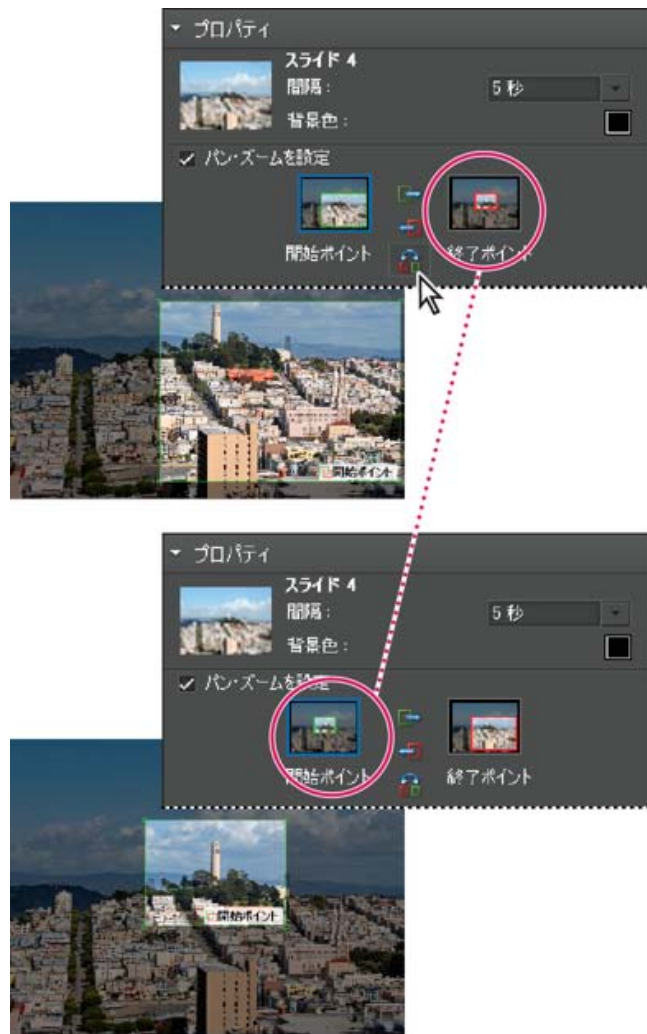 プロパティ
スライド 4
間隔 :
5 秒
背景色 :
パン・ズームを設定
開始ポイント
終了ポイント
開始ポイント
プロパティ
スライド 4
間隔 :
5 秒
背景色 :
パン・ズームを設定
開始ポイント
終了ポイント
開始ポイント